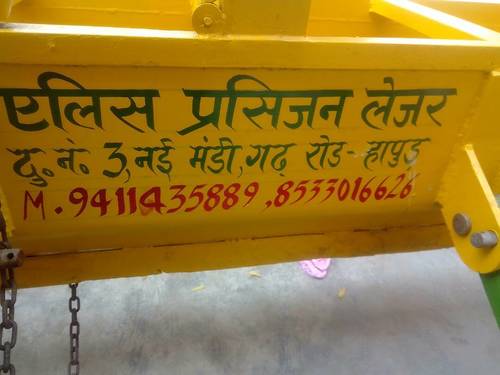 एलिस प्रसिजन लेजर
दु. नं. 3, नई मंडी, गढ़ रोड - हापुड़
M. 9411435889, 8533016626